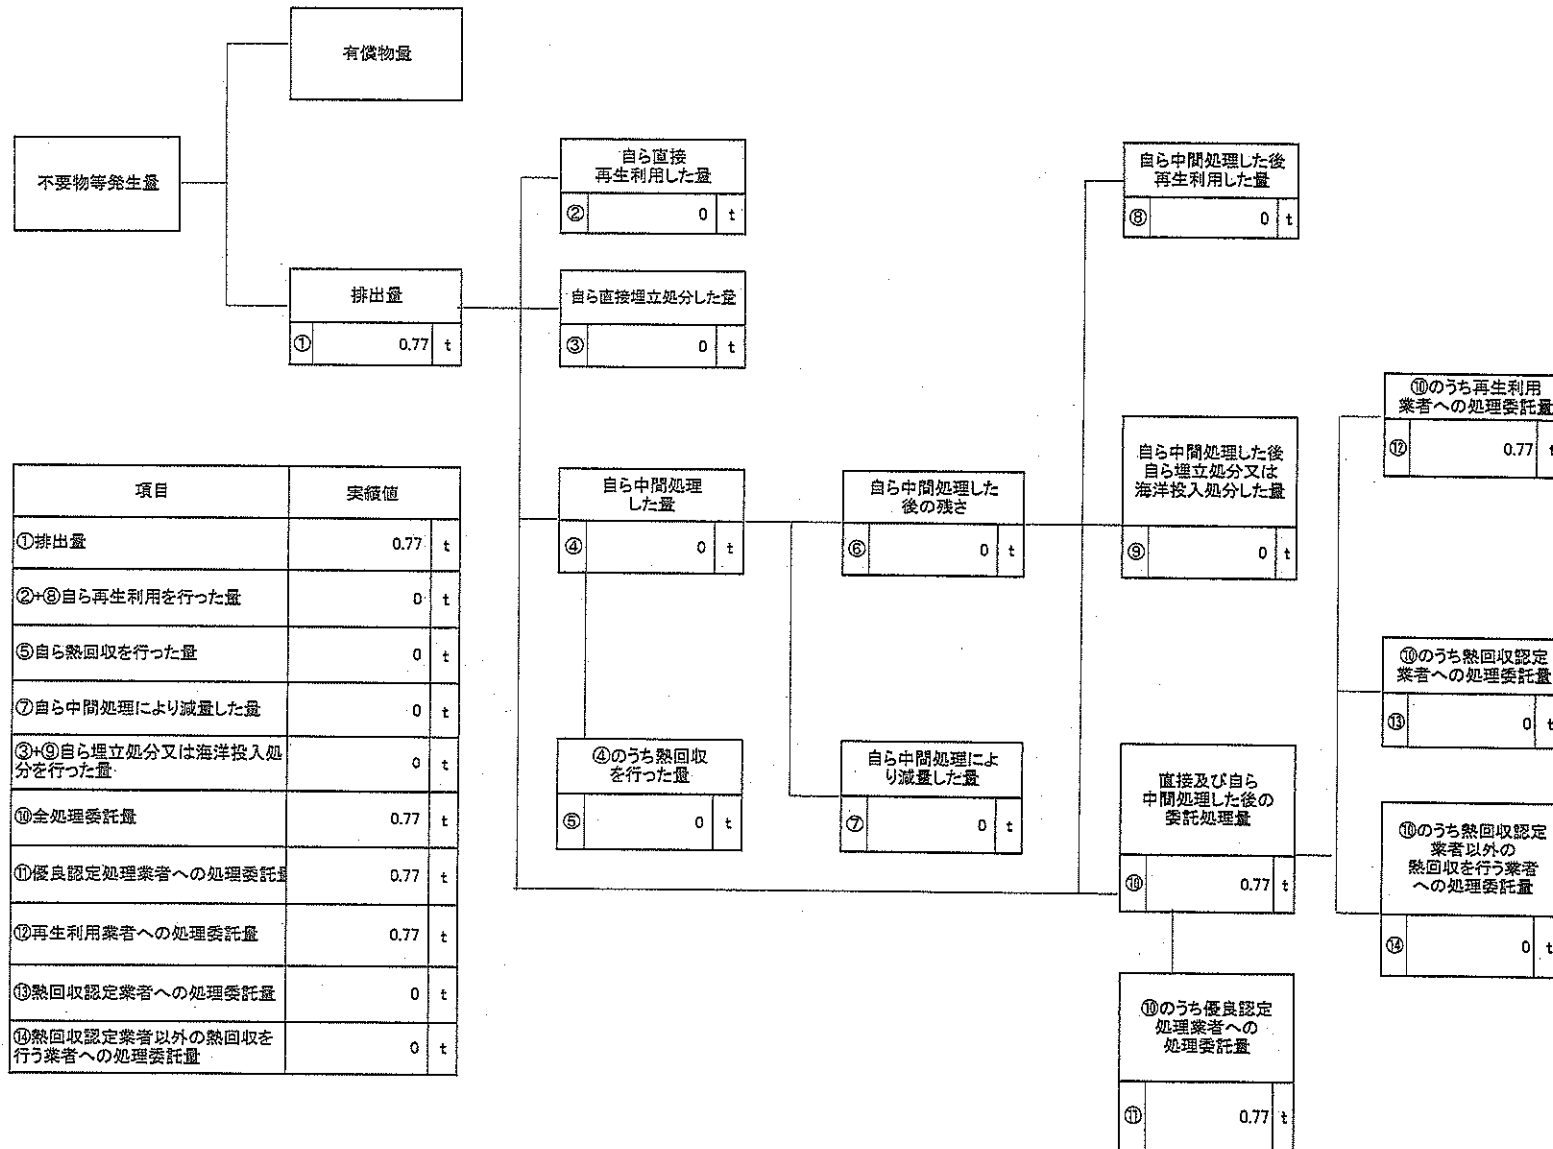 有償物量
不要物等発生量
排出量
① 0.77 t
自ら直接
再生利用した量
② 0 t
自ら直接埋立処分した量
③ 0 t
自ら中間処理
した量
④ 0 t
④のうち熱回収
を行った量
⑤ 0 t
自ら中間処理した
後の残さ
⑥ 0 t
自ら中間処理によ
り減量した量
⑦ 0 t
自ら中間処理した後
再生利用した量
⑧ 0 t
自ら中間処理した後
自ら埋立処分又は
海洋投入処分した量
⑨ 0 t
直接及び自ら
中間処理した後の
委託処理量
⑩ 0.77 t
⑩のうち優良認定
処理業者への
処理委託量
⑪ 0.77 t
⑩のうち再生利用
業者への処理委託量
⑫ 0.77 t
⑩のうち熱回収認定
業者への処理委託量
⑬ 0 t
⑩のうち熱回収認定
業者以外の
熱回収を行う業者
への処理委託量
⑭ 0 t
項目 実績値
①排出量 0.77 t
②+⑧自ら再生利用を行った量 0 t
⑤自ら熱回収を行った量 0 t
⑦自ら中間処理により減量した量 0 t
③+⑨自ら埋立処分又は海洋投入処
分を行った量 0 t
⑩全処理委託量 0.77 t
⑪優良認定処理業者への処理委託量 0.77 t
⑫再生利用業者への処理委託量 0.77 t
⑬熱回収認定業者への処理委託量 0 t
⑭熱回収認定業者以外の熱回収を
行う業者への処理委託量 0 t